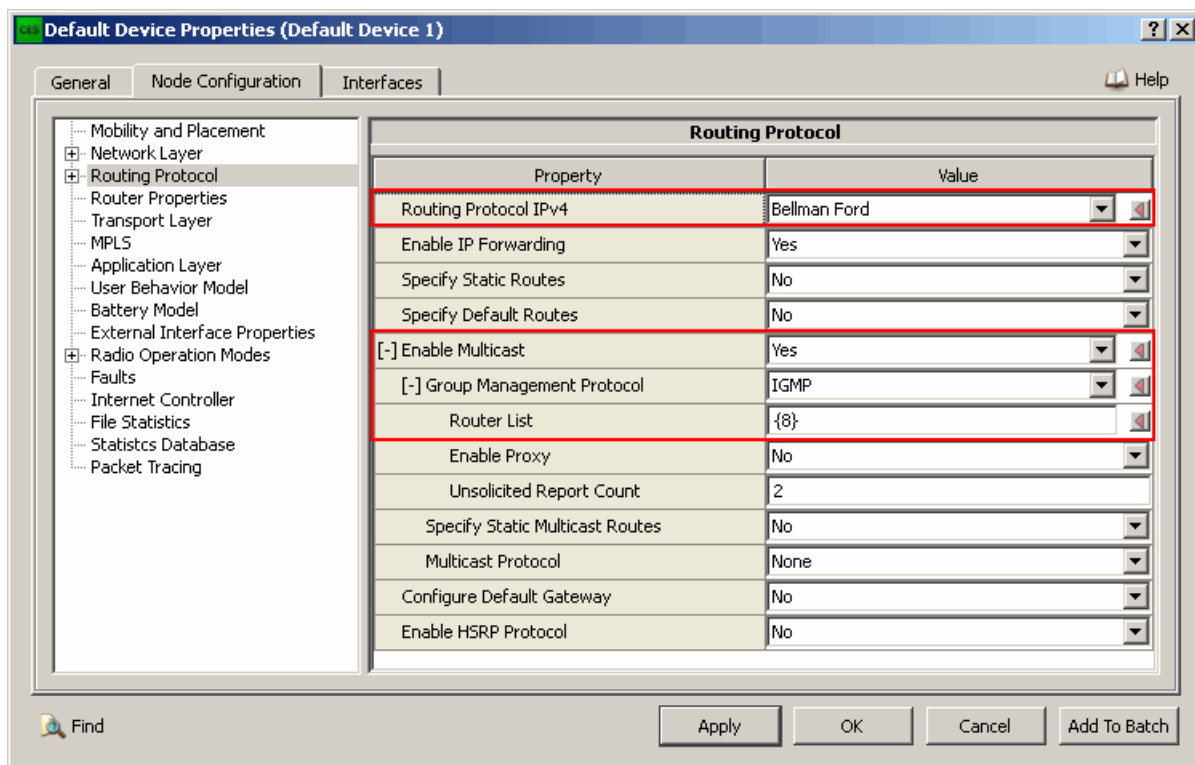 CES Default Device Properties (Default Device 1)
General Node Configuration Interfaces Help
Mobility and Placement
Network Layer
Routing Protocol
Router Properties
Transport Layer
MPLS
Application Layer
User Behavior Model
Battery Model
External Interface Properties
Radio Operation Modes
Faults
Internet Controller
File Statistics
Statistcs Database
Packet Tracing
Routing Protocol
Property Value
Routing Protocol IPv4 Bellman Ford
Enable IP Forwarding Yes
Specify Static Routes No
Specify Default Routes No
[-] Enable Multicast Yes
[-] Group Management Protocol IGMP
Router List {8}
Enable Proxy No
Unsolicited Report Count 2
Specify Static Multicast Routes No
Multicast Protocol None
Configure Default Gateway No
Enable HSRP Protocol No
Find Apply OK Cancel Add To Batch